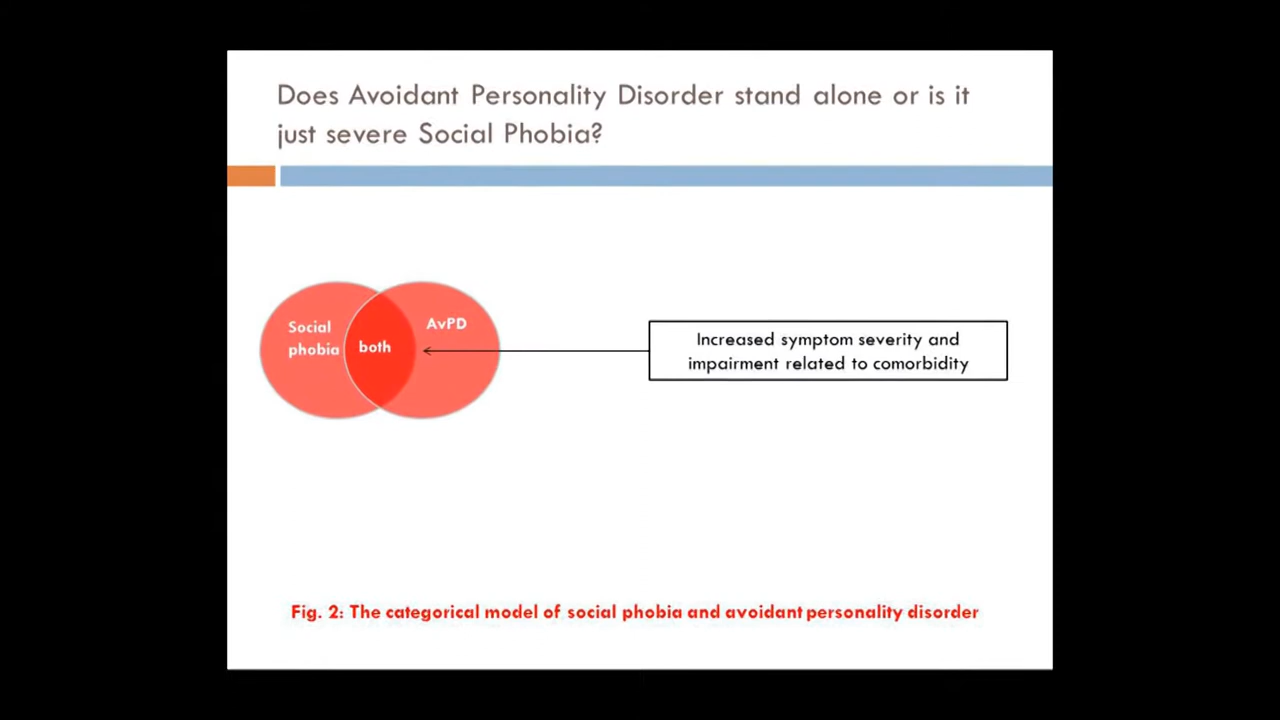 Does Avoidant Personality Disorder stand alone or is it
just severe Social Phobia?
Social
phobia
both
AvPD
Increased symptom severity and
impairment related to comorbidity
Fig. 2: The categorical model of social phobia and avoidant personality disorder